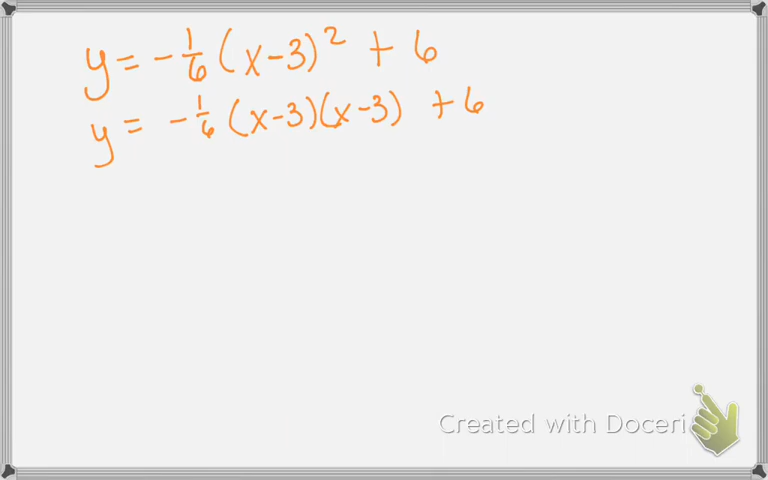 y = -1/6 (x-3)² + 6
y = -1/6 (x-3)(x-3) + 6
Created with Doceri